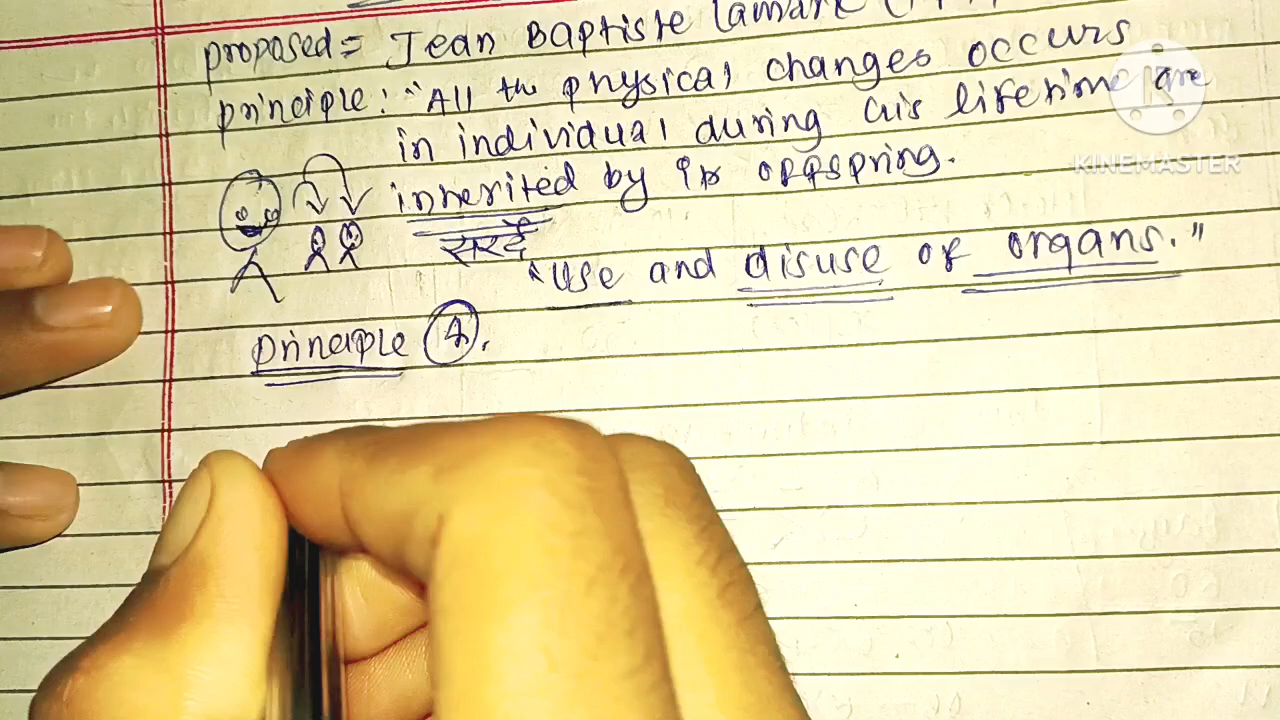 proposed = Jean Baptiste Lamark
principle: "All the physical changes occurs
in individual during his lifetime are
inherited by its offspring.
"Use and disuse of organs."
principle 4.
KINEMASTER